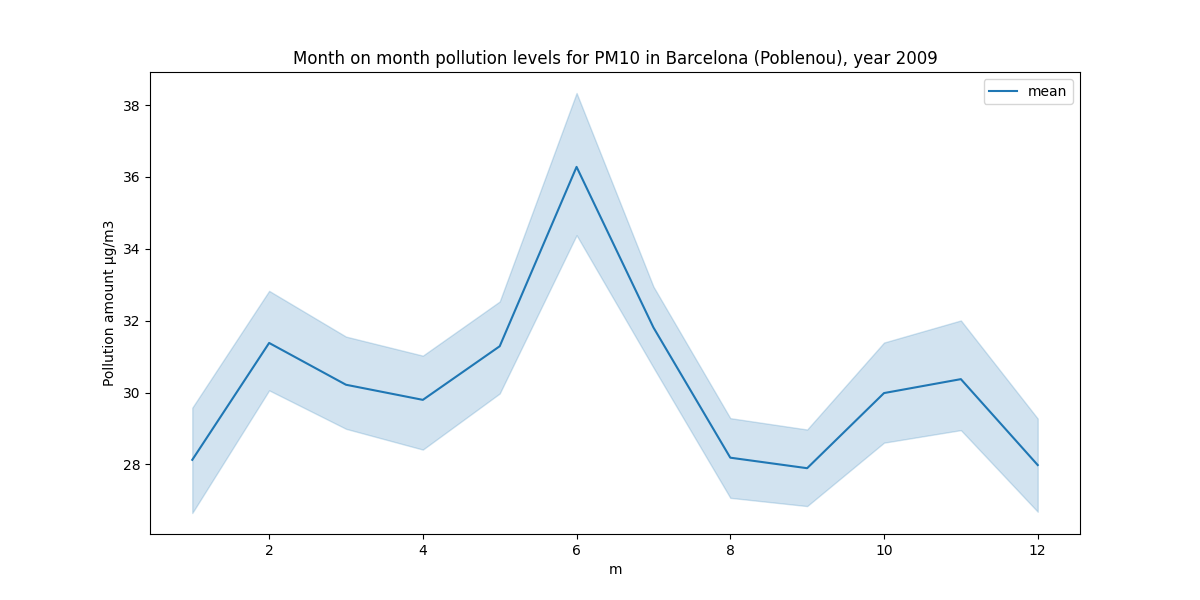 Month on month pollution levels for PM10 in Barcelona (Poblenou), year 2009
mean
Pollution amount µg/m3
38
36
34
32
30
28
2 4 6 8 10 12
m